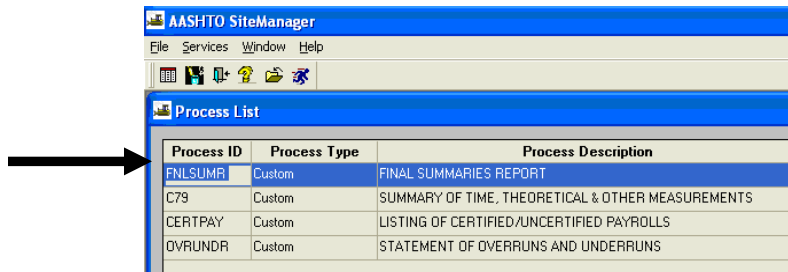 AASHTO SiteManager
File Services Window Help
Process List
Process ID Process Type Process Description
FNLSUMR Custom FINAL SUMMARIES REPORT
C79 Custom SUMMARY OF TIME, THEORETICAL & OTHER MEASUREMENTS
CERTPAY Custom LISTING OF CERTIFIED/UNCERTIFIED PAYROLLS
OVRUNDR Custom STATEMENT OF OVERRUNS AND UNDERRUNS